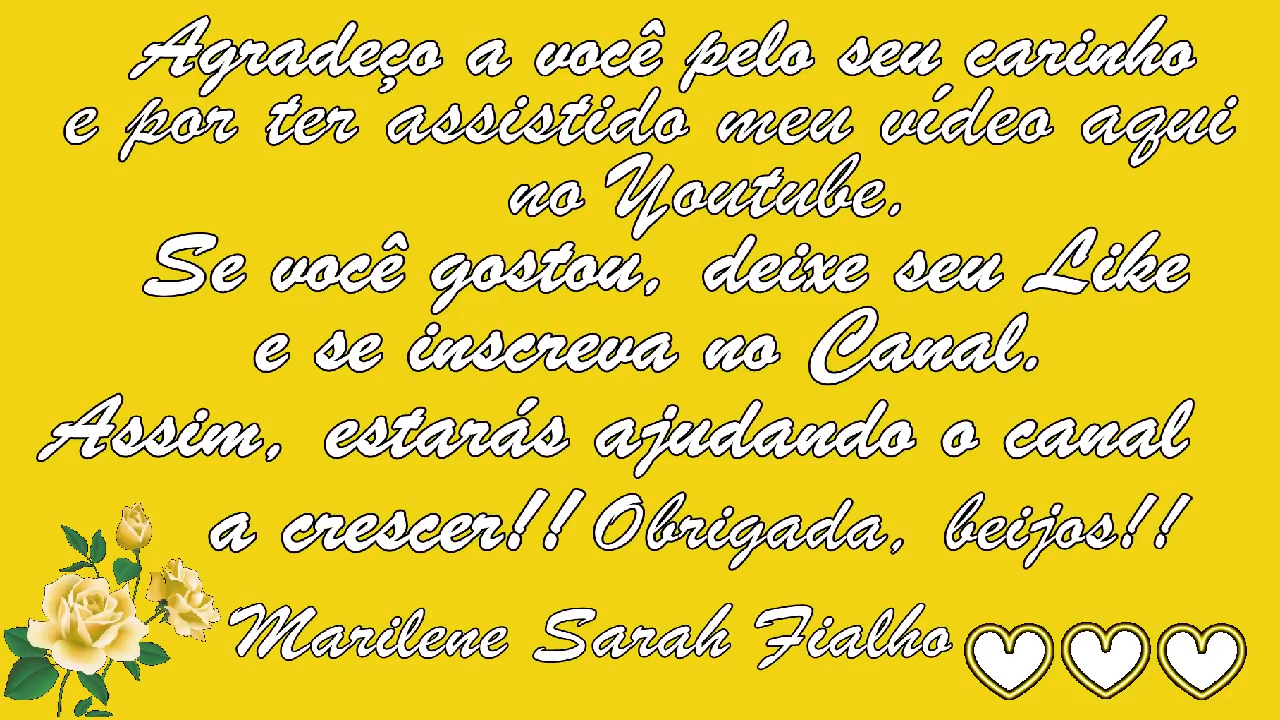 Agradeço a você pelo seu carinho
e por ter assistido meu vídeo aqui
no Youtube.
Se você gostou, deixe seu Like
e se inscreva no Canal.
Assim, estarás ajudando o canal
a crescer!! Obrigada, beijos!!
Marilene Sarah Fialho